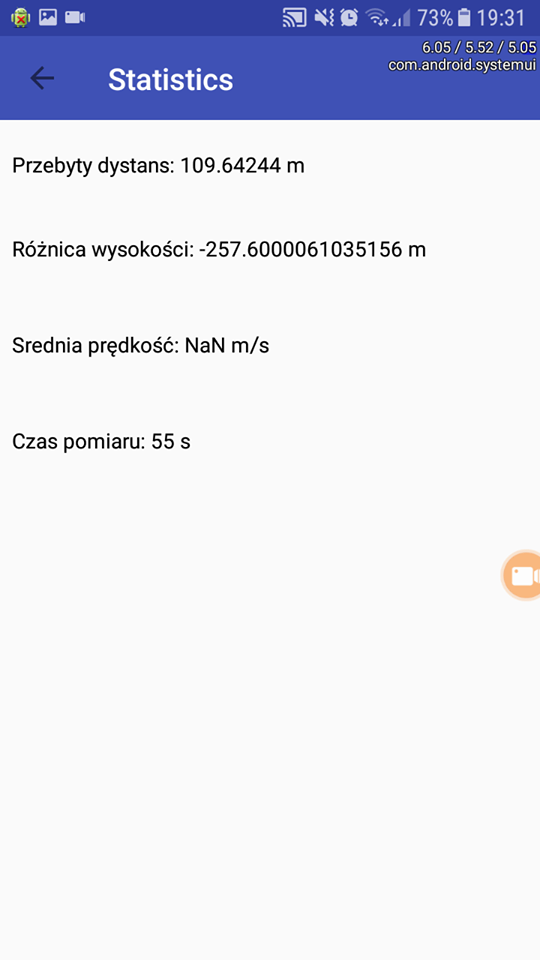 73% 19:31
6.05 / 5.52 / 5.05
com.android.systemui
Statistics
Przebyty dystans: 109.64244 m
Różnica wysokości: -257.6000061035156 m
Srednia prędkość: NaN m/s
Czas pomiaru: 55 s